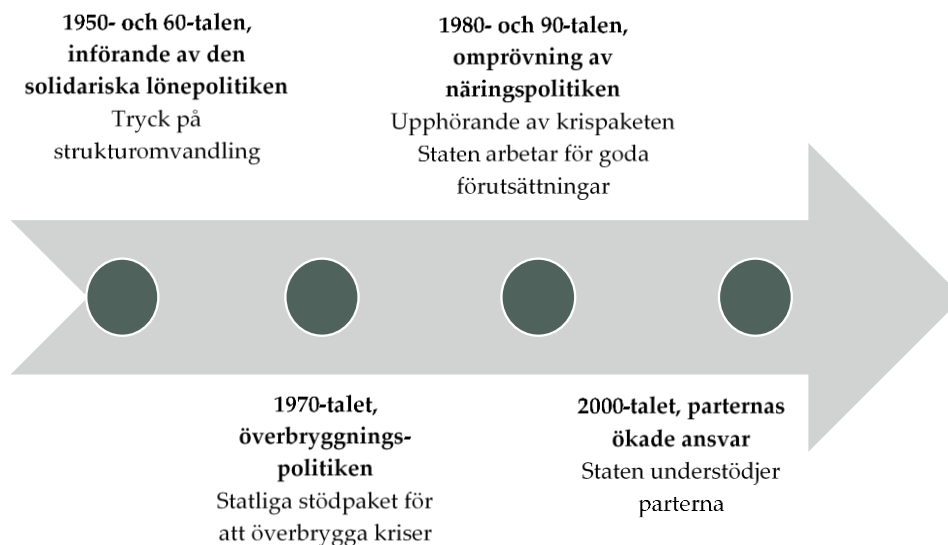 1950- och 60-talen,
införande av den
solidariska lönepolitiken
Tryck på
strukturomvandling
1980- och 90-talen,
omprövning av
näringspolitiken
Upphörande av krispaketen
Staten arbetar för goda
förutsättningar
1970-talet,
överbryggnings-
politiken
Statliga stödpaket för
att överbrygga kriser
2000-talet, parternas
ökade ansvar
Staten understödjer
parterna